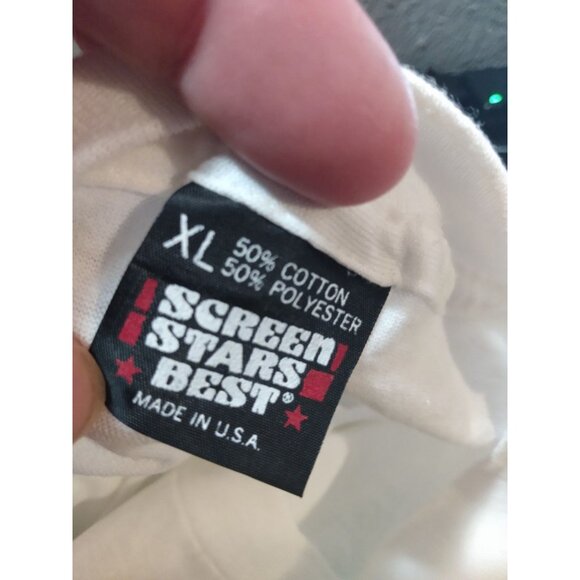 XL 50% COTTON
50% POLYESTER
SCREEN
STARS
BEST®
MADE IN U.S.A.